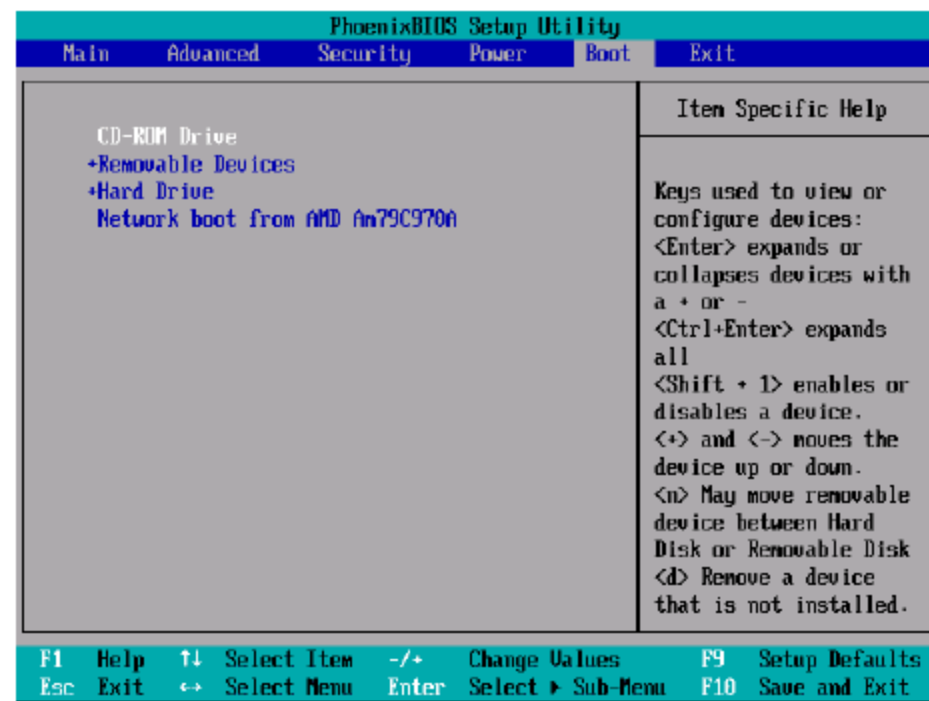 PhoenixBIOS Setup Utility
Main Advanced Security Power Boot Exit
CD-ROM Drive
+Removable Devices
+Hard Drive
Network boot from AMD Am79C970A
Item Specific Help
Keys used to view or
configure devices:
<Enter> expands or
collapses devices with
a + or -
<Ctrl+Enter> expands
all
<Shift + 1> enables or
disables a device.
<+> and <-> moves the
device up or down.
<n> May move removable
device between Hard
Disk or Removable Disk
<d> Remove a device
that is not installed.
F1 Help ↑↓ Select Item -/+ Change Values F9 Setup Defaults
Esc Exit ↔ Select Menu Enter Select ▶ Sub-Menu F10 Save and Exit